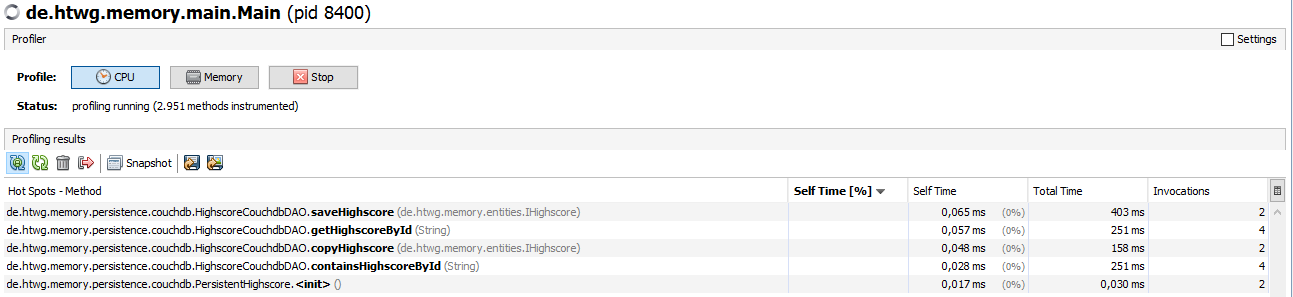 de.htwg.memory.main.Main (pid 8400)
Profiler Settings
Profile: CPU Memory Stop
Status: profiling running (2.951 methods instrumented)
Profiling results
Snapshot
Hot Spots - Method Self Time [%] Self Time Total Time Invocations
de.htwg.memory.persistence.couchdb.HighscoreCouchdbDAO.saveHighscore (de.htwg.memory.entities.IHighscore) 0,065 ms (0%) 403 ms 2
de.htwg.memory.persistence.couchdb.HighscoreCouchdbDAO.getHighscoreById (String) 0,057 ms (0%) 251 ms 4
de.htwg.memory.persistence.couchdb.HighscoreCouchdbDAO.copyHighscore (de.htwg.memory.entities.IHighscore) 0,048 ms (0%) 158 ms 2
de.htwg.memory.persistence.couchdb.HighscoreCouchdbDAO.containsHighscoreById (String) 0,028 ms (0%) 251 ms 4
de.htwg.memory.persistence.couchdb.PersistentHighscore.<init> () 0,017 ms (0%) 0,030 ms 2